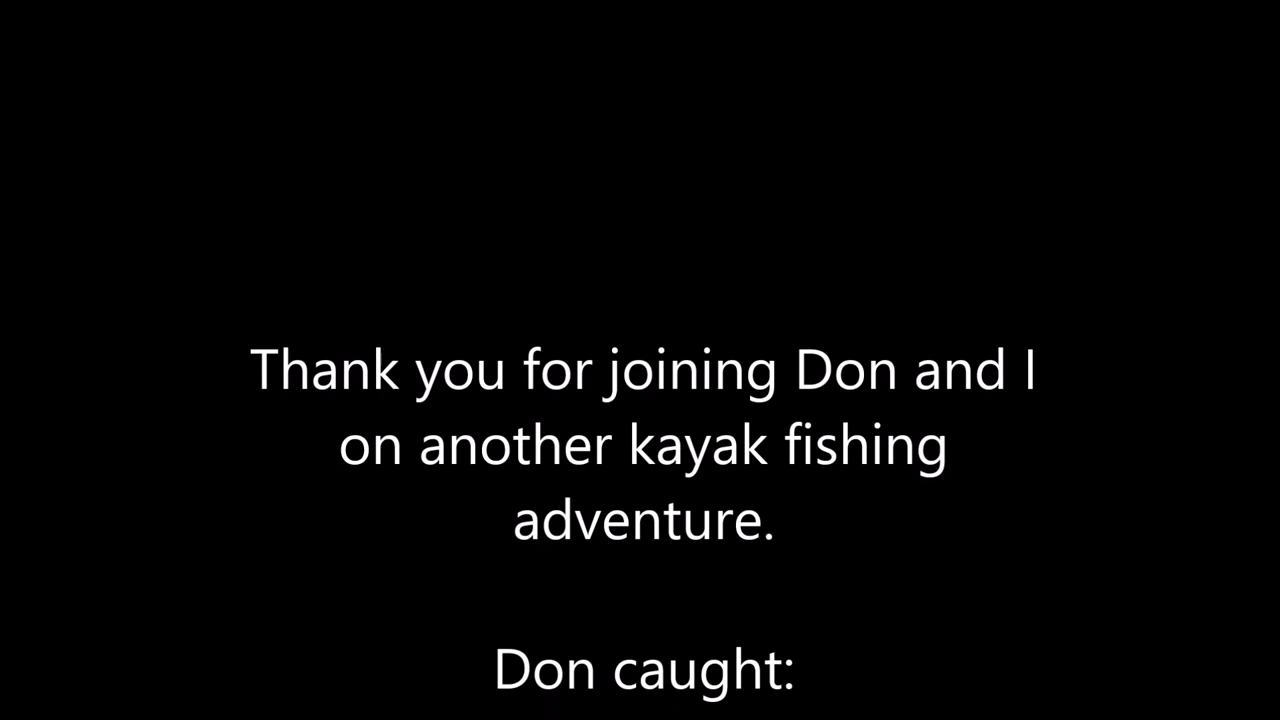 Thank you for joining Don and I
on another kayak fishing
adventure.
Don caught: